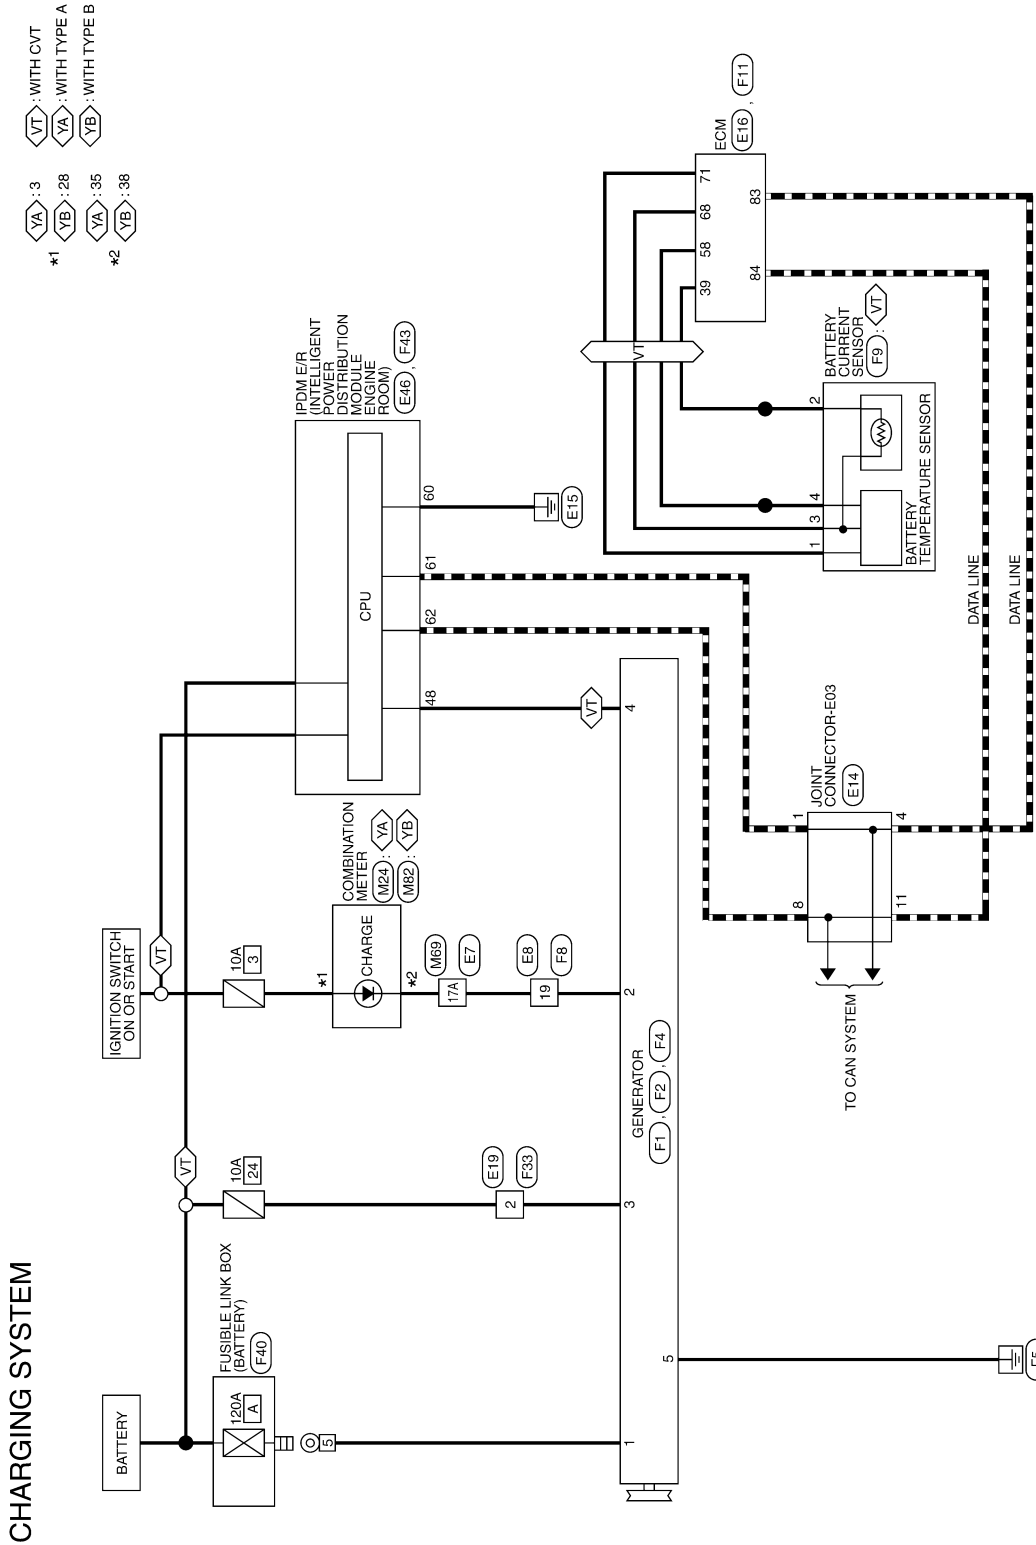 CHARGING SYSTEM
VT : WITH CVT
YA : WITH TYPE A
YB : WITH TYPE B
*1
YA : 3
YB : 28
*2
YA : 35
YB : 38
BATTERY
IGNITION SWITCH
ON OR START
VT
VT
FUSIBLE LINK BOX
(BATTERY)
F40
120A
A
5
10A
24
10A
3
E19
F33
2
*1
CHARGE
*2
COMBINATION
METER
M24 : YA
M82 : YB
M69
E7
17A
E8
F8
19
IPDM E/R
(INTELLIGENT
POWER
DISTRIBUTION
MODULE
ENGINE
ROOM)
E46 , F43
CPU
48
62
61
60
E15
VT
GENERATOR
F1 , F2 , F4
1
3
2
4
5
JOINT
CONNECTOR-E03
E14
8
1
11
4
TO CAN SYSTEM
DATA LINE
DATA LINE
BATTERY
CURRENT
SENSOR
F9 : VT
1
3
4
2
BATTERY
TEMPERATURE SENSOR
VT
ECM
E16 , F11
39
58
68
71
84
83